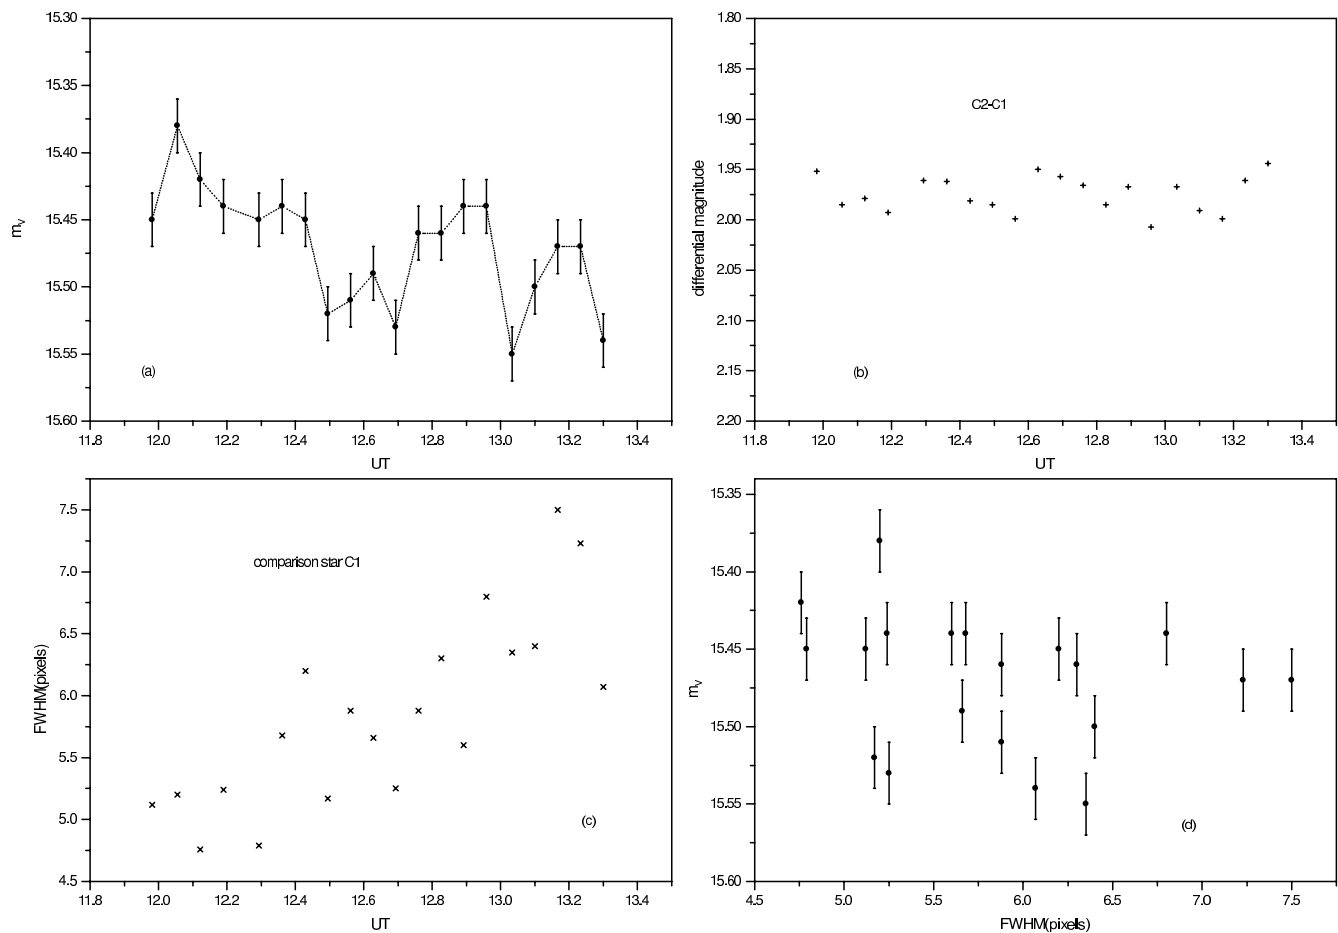 15.30
15.35
15.40
15.45
15.50
15.55
15.60
m_v
(a)
11.8 12.0 12.2 12.4 12.6 12.8 13.0 13.2 13.4
UT
1.80
1.85
1.90
1.95
2.00
2.05
2.10
2.15
2.20
differential magnitude
C2-C1
(b)
11.8 12.0 12.2 12.4 12.6 12.8 13.0 13.2 13.4
UT
7.5
7.0
6.5
6.0
5.5
5.0
4.5
FWHM(pixels)
comparison star C1
(c)
11.8 12.0 12.2 12.4 12.6 12.8 13.0 13.2 13.4
UT
15.35
15.40
15.45
15.50
15.55
15.60
m_v
(d)
4.5 5.0 5.5 6.0 6.5 7.0 7.5
FWHM(pixels)